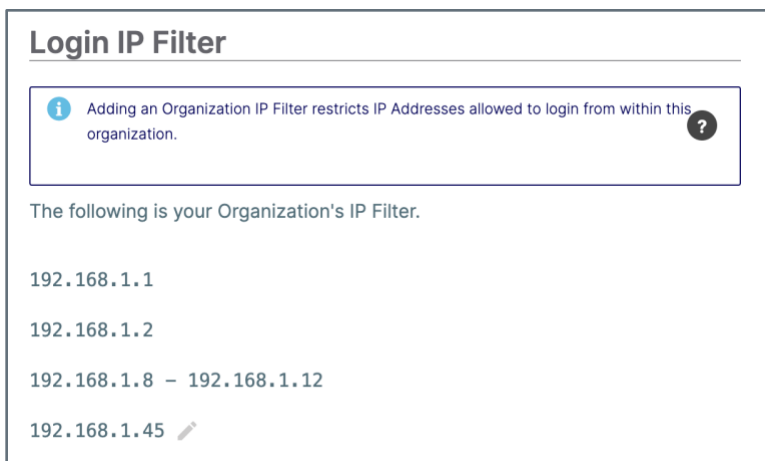 Login IP Filter
Adding an Organization IP Filter restricts IP Addresses allowed to login from within this
organization.
?
The following is your Organization's IP Filter.
192.168.1.1
192.168.1.2
192.168.1.8 – 192.168.1.12
192.168.1.45